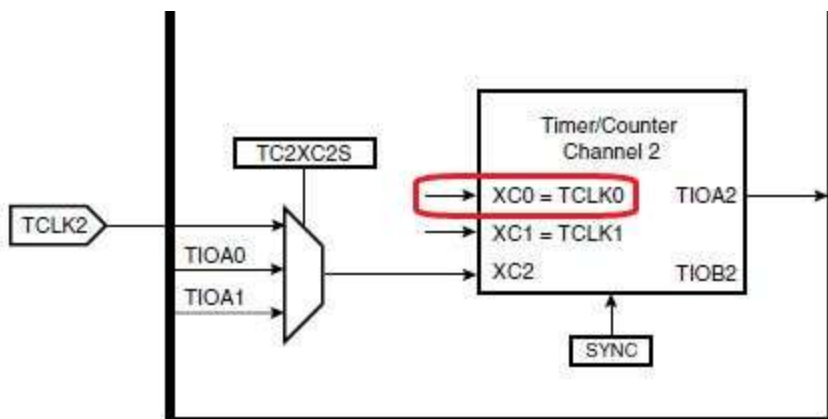 Timer/Counter
Channel 2
TC2XC2S
XC0 = TCLK0
TIOA2
TCLK2
XC1 = TCLK1
TIOA0
XC2
TIOB2
TIOA1
SYNC